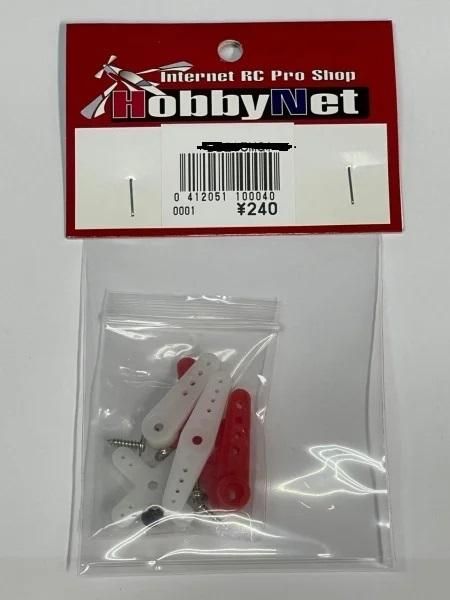 Internet RC Pro Shop
HobbyNet
0 412051 100040
0001 ¥240